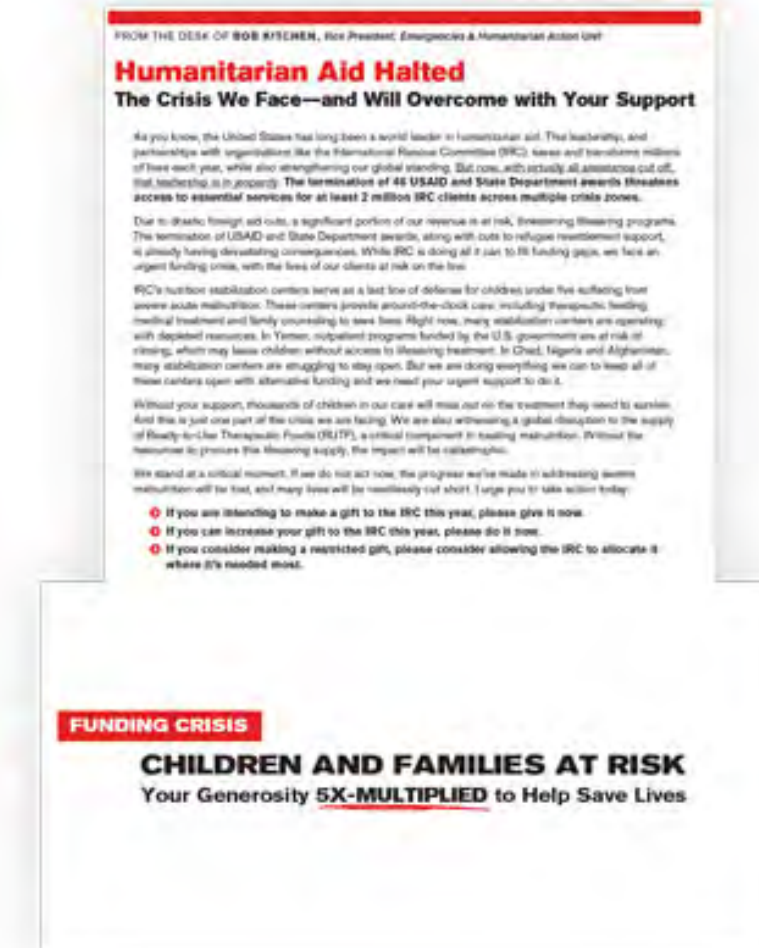 FROM THE DESK OF BOB KITCHEN, Vice President, Emergencies & Humanitarian Action Unit
Humanitarian Aid Halted
The Crisis We Face—and Will Overcome with Your Support
As you know, the United States has long been a world leader in humanitarian aid. This leadership, and
partnerships with organizations like the International Rescue Committee (IRC), saves and transforms millions
of lives each year, while also strengthening our global standing. But now, with virtually all assistance cut off,
that leadership is in jeopardy. The termination of 46 USAID and State Department awards threatens
access to essential services for at least 2 million IRC clients across multiple crisis zones.
Due to drastic foreign aid cuts, a significant portion of our revenue is at risk, threatening lifesaving programs.
The termination of USAID and State Department awards, along with cuts to refugee resettlement support,
is already having devastating consequences. While IRC is doing all it can to fill funding gaps, we face an
urgent funding crisis, with the lives of our clients at risk on the line.
IRC's nutrition stabilization centers serve as a last line of defense for children under five suffering from
severe acute malnutrition. These centers provide around-the-clock care, including therapeutic feeding,
medical treatment and family counseling to save lives. Right now, many stabilization centers are operating
with depleted resources. In Yemen, outpatient programs funded by the U.S. government are at risk of
closing, which may leave children without access to lifesaving treatment. In Chad, Nigeria and Afghanistan,
many stabilization centers are struggling to stay open. But we are doing everything we can to keep all of
these centers open with alternative funding and we need your urgent support to do it.
Without your support, thousands of children in our care will miss out on the treatment they need to survive.
And this is just one part of the crisis we are facing. We are also witnessing a global disruption to the supply
of Ready-to-Use Therapeutic Foods (RUTF), a critical component in treating malnutrition. Without the
resources to procure this lifesaving supply, the impact will be catastrophic.
We stand at a critical moment. If we do not act now, the progress we've made in addressing severe
malnutrition will be lost, and many lives will be needlessly cut short. I urge you to take action today:
If you are intending to make a gift to the IRC this year, please give it now.
If you can increase your gift to the IRC this year, please do it now.
If you consider making a restricted gift, please consider allowing the IRC to allocate it
where it's needed most.
FUNDING CRISIS
CHILDREN AND FAMILIES AT RISK
Your Generosity 5X-MULTIPLIED to Help Save Lives